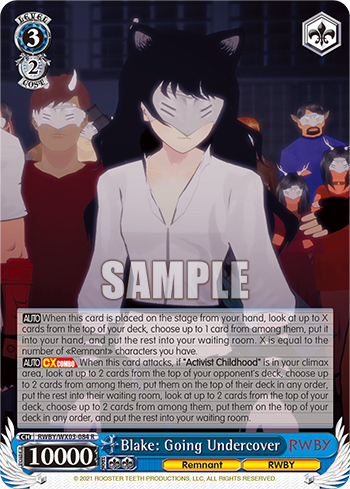 LEVEL
3
2
COST
SAMPLE
AUTO When this card is placed on the stage from your hand, look at up to X
cards from the top of your deck, choose up to 1 card from among them, put it
into your hand, and put the rest into your waiting room. X is equal to the
number of «Remnant» characters you have.
AUTO CXCOMBO When this card attacks, if "Activist Childhood" is in your climax
area, look at up to 2 cards from the top of your opponent's deck, choose up
to 2 cards from among them, put them on the top of their deck in any order,
put the rest into their waiting room, look at up to 2 cards from the top of
your deck, choose up to 2 cards from among them, put them on the top of
your deck in any order, and put the rest into your waiting room.
CH RWBY/WX03-084 R
Blake: Going Undercover RWBY
POWER 10000
Remnant RWBY
© 2021 ROOSTER TEETH PRODUCTIONS, LLC, ALL RIGHTS RESERVED.